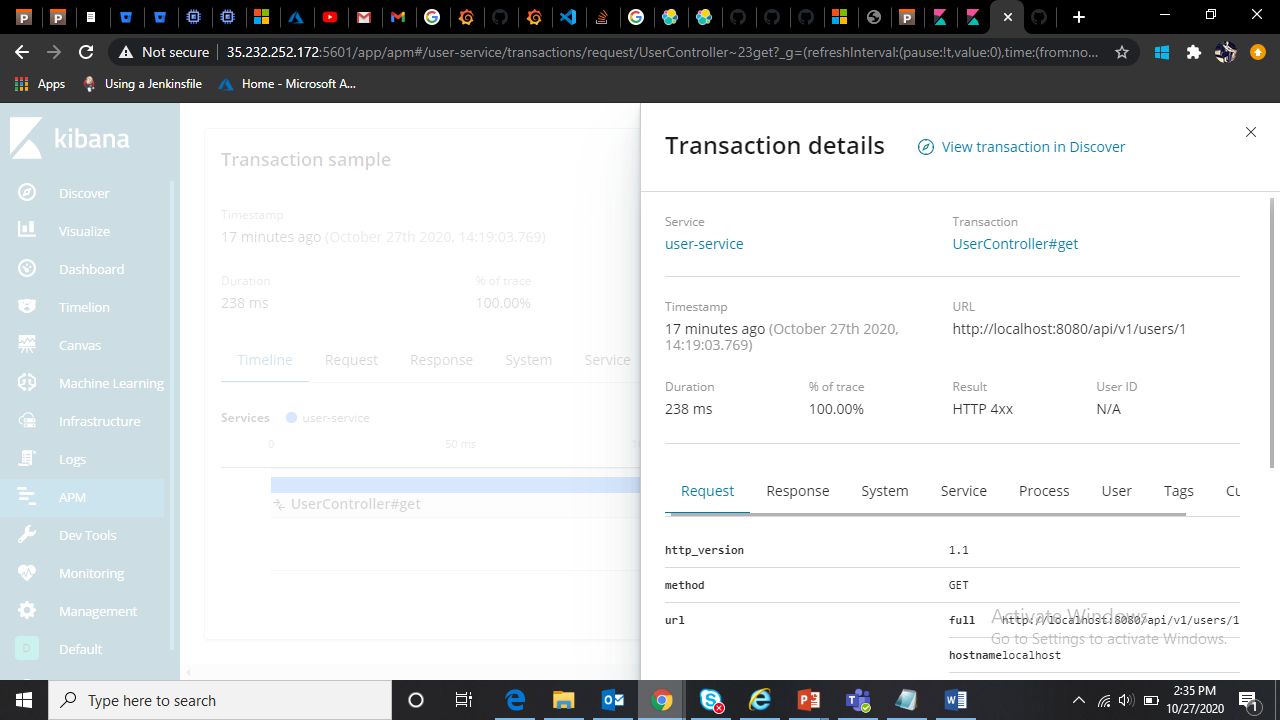 Not secure
35.232.252.172:5601/app/apm#/user-service/transactions/request/UserController~23get?_g=(refreshInterval:(pause:!t,value:0),time:(from:no...
Apps
Using a Jenkinsfile
Home - Microsoft A...
kibana
Discover
Visualize
Dashboard
Timelion
Canvas
Machine Learning
Infrastructure
Logs
APM
Dev Tools
Monitoring
Management
D
Default
Transaction sample
Timestamp
17 minutes ago (October 27th 2020, 14:19:03.769)
Duration
% of trace
238 ms
100.00%
Timeline
Request
Response
System
Service
Services
user-service
0
50 ms
UserController#get
Transaction details
View transaction in Discover
Service
Transaction
user-service
UserController#get
Timestamp
URL
17 minutes ago (October 27th 2020,
14:19:03.769)
http://localhost:8080/api/v1/users/1
Duration
% of trace
Result
User ID
238 ms
100.00%
HTTP 4xx
N/A
Request
Response
System
Service
Process
User
Tags
http_version
1.1
method
GET
url
full
http://localhost:8080/api/v1/users/1
hostname
localhost
Activate Windows
Go to Settings to activate Windows.
Type here to search
2:35 PM
10/27/2020
1